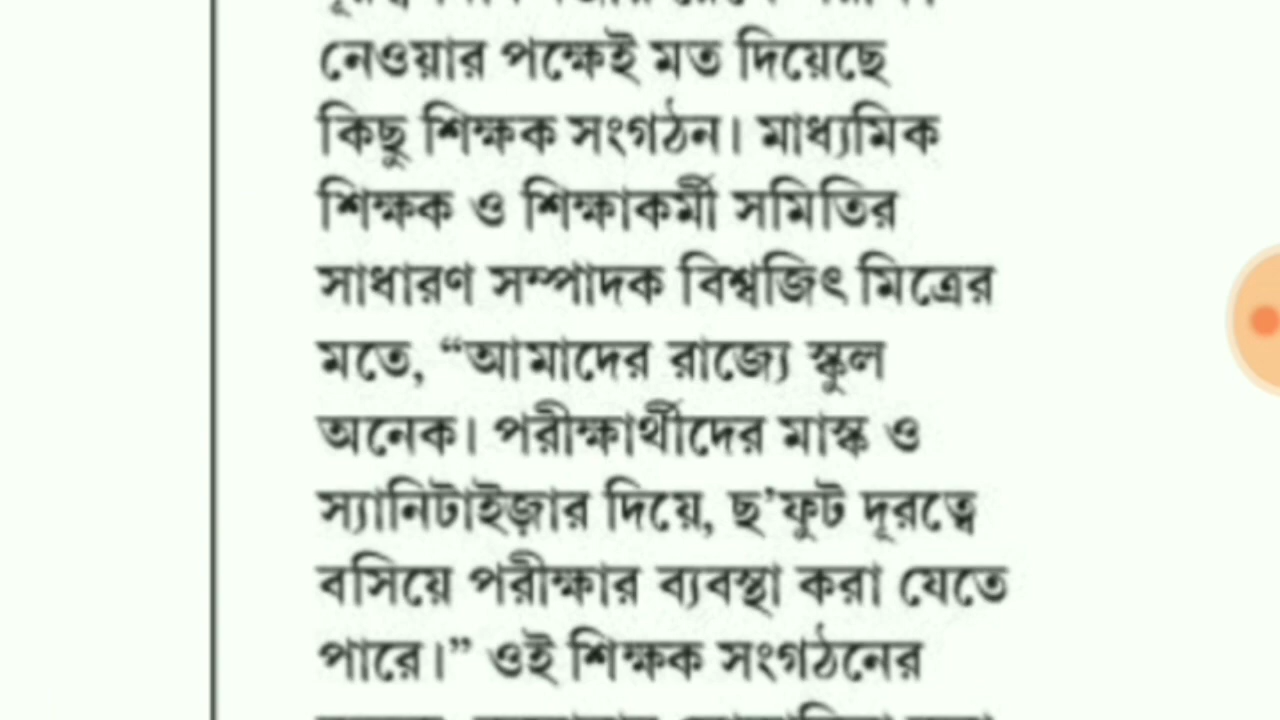 নেওয়ার পক্ষেই মত দিয়েছে
কিছু শিক্ষক সংগঠন। মাধ্যমিক
শিক্ষক ও শিক্ষাকর্মী সমিতির
সাধারণ সম্পাদক বিশ্বজিৎ মিত্রের
মতে, “আমাদের রাজ্যে স্কুল
অনেক। পরীক্ষার্থীদের মাস্ক ও
স্যানিটাইজ়ার দিয়ে, ছ’ফুট দূরত্বে
বসিয়ে পরীক্ষার ব্যবস্থা করা যেতে
পারে।” ওই শিক্ষক সংগঠনের